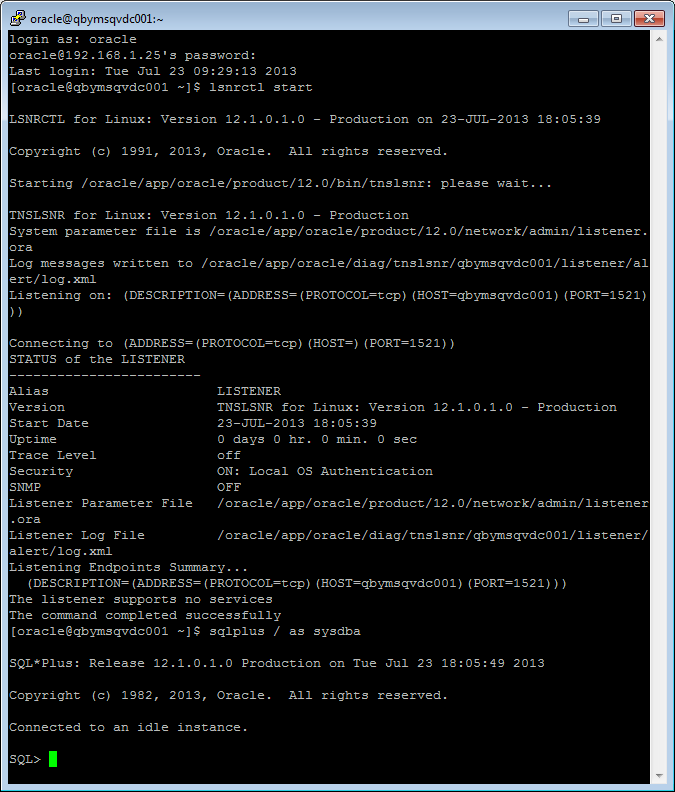 oracle@qbymsqvdc001:~
login as: oracle
oracle@192.168.1.25's password:
Last login: Tue Jul 23 09:29:13 2013
[oracle@qbymsqvdc001 ~]$ lsnrctl start
LSNRCTL for Linux: Version 12.1.0.1.0 - Production on 23-JUL-2013 18:05:39
Copyright (c) 1991, 2013, Oracle.  All rights reserved.
Starting /oracle/app/oracle/product/12.0/bin/tnslsnr: please wait...
TNSLSNR for Linux: Version 12.1.0.1.0 - Production
System parameter file is /oracle/app/oracle/product/12.0/network/admin/listener.
ora
Log messages written to /oracle/app/oracle/diag/tnslsnr/qbymsqvdc001/listener/al
ert/log.xml
Listening on: (DESCRIPTION=(ADDRESS=(PROTOCOL=tcp)(HOST=qbymsqvdc001)(PORT=1521)
))
Connecting to (ADDRESS=(PROTOCOL=tcp)(HOST=)(PORT=1521))
STATUS of the LISTENER
------------------------
Alias                     LISTENER
Version                   TNSLSNR for Linux: Version 12.1.0.1.0 - Production
Start Date                23-JUL-2013 18:05:39
Uptime                    0 days 0 hr. 0 min. 0 sec
Trace Level               off
Security                  ON: Local OS Authentication
SNMP                      OFF
Listener Parameter File   /oracle/app/oracle/product/12.0/network/admin/listener
.ora
Listener Log File         /oracle/app/oracle/diag/tnslsnr/qbymsqvdc001/listener/
alert/log.xml
Listening Endpoints Summary...
  (DESCRIPTION=(ADDRESS=(PROTOCOL=tcp)(HOST=qbymsqvdc001)(PORT=1521)))
The listener supports no services
The command completed successfully
[oracle@qbymsqvdc001 ~]$ sqlplus / as sysdba
SQL*Plus: Release 12.1.0.1.0 Production on Tue Jul 23 18:05:49 2013
Copyright (c) 1982, 2013, Oracle.  All rights reserved.
Connected to an idle instance.
SQL>